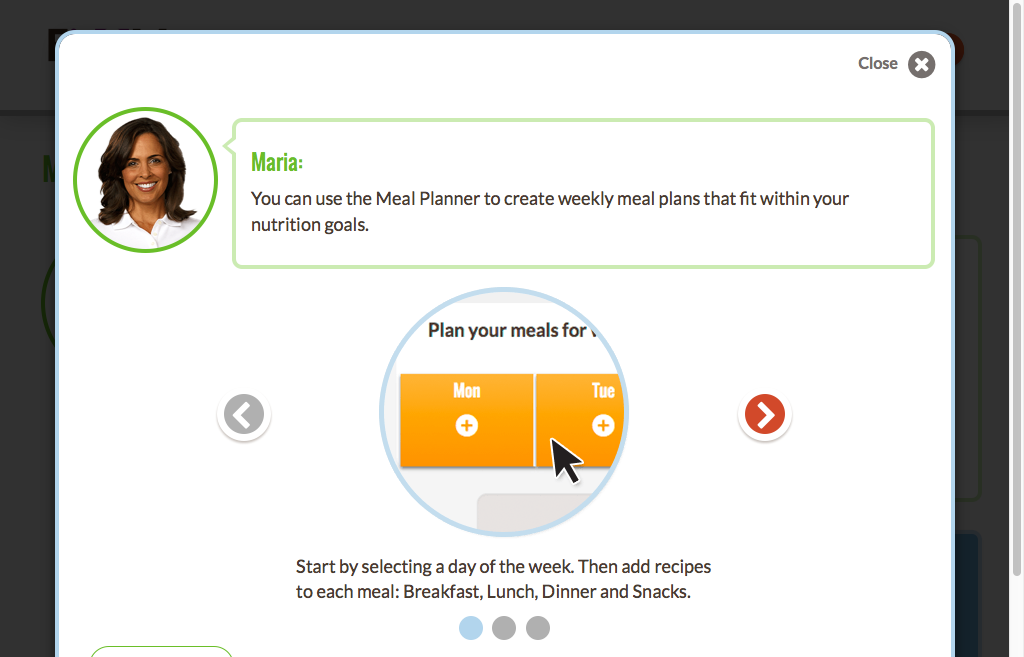 Close
Maria:
You can use the Meal Planner to create weekly meal plans that fit within your
nutrition goals.
Plan your meals for
Mon
Tue
Start by selecting a day of the week. Then add recipes
to each meal: Breakfast, Lunch, Dinner and Snacks.